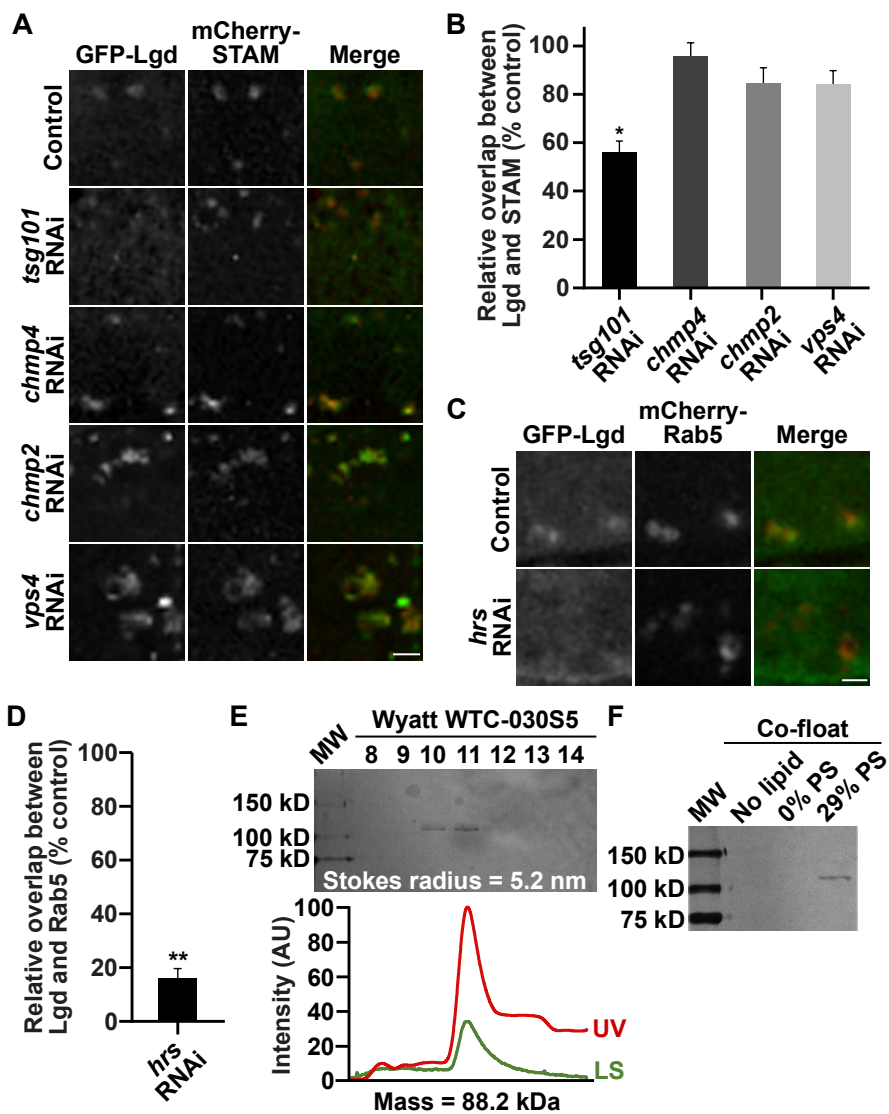 A
GFP-Lgd
mCherry-
STAM
Merge
Control
tsg101
RNAi
chmp4
RNAi
chmp2
RNAi
vps4
RNAi
B
Relative overlap between
Lgd and STAM (% control)
100
80
60
40
20
0
*
tsg101
RNAi
chmp4
RNAi
chmp2
RNAi
vps4
RNAi
C
GFP-Lgd
mCherry-
Rab5
Merge
Control
hrs
RNAi
D
Relative overlap between
Lgd and Rab5 (% control)
100
80
60
40
20
0
**
hrs
RNAi
E
Wyatt WTC-030S5
MW 8 9 10 11 12 13 14
150 kD
100 kD
75 kD
Stokes radius = 5.2 nm
Intensity (AU)
100
80
60
40
20
0
UV
LS
Mass = 88.2 kDa
F
Co-float
MW No lipid 0% PS 29% PS
150 kD
100 kD
75 kD